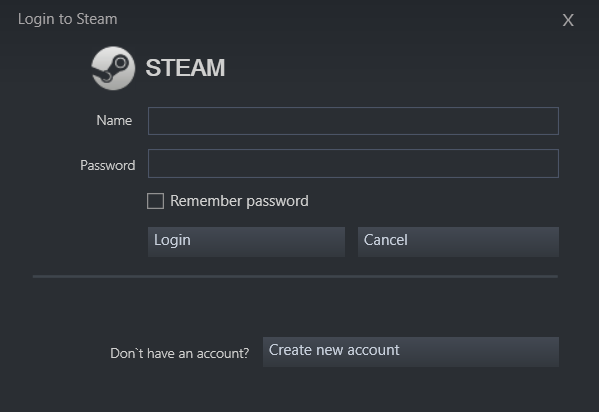 Login to Steam X
STEAM
Name
Password
Remember password
Login Cancel
Don`t have an account? Create new account